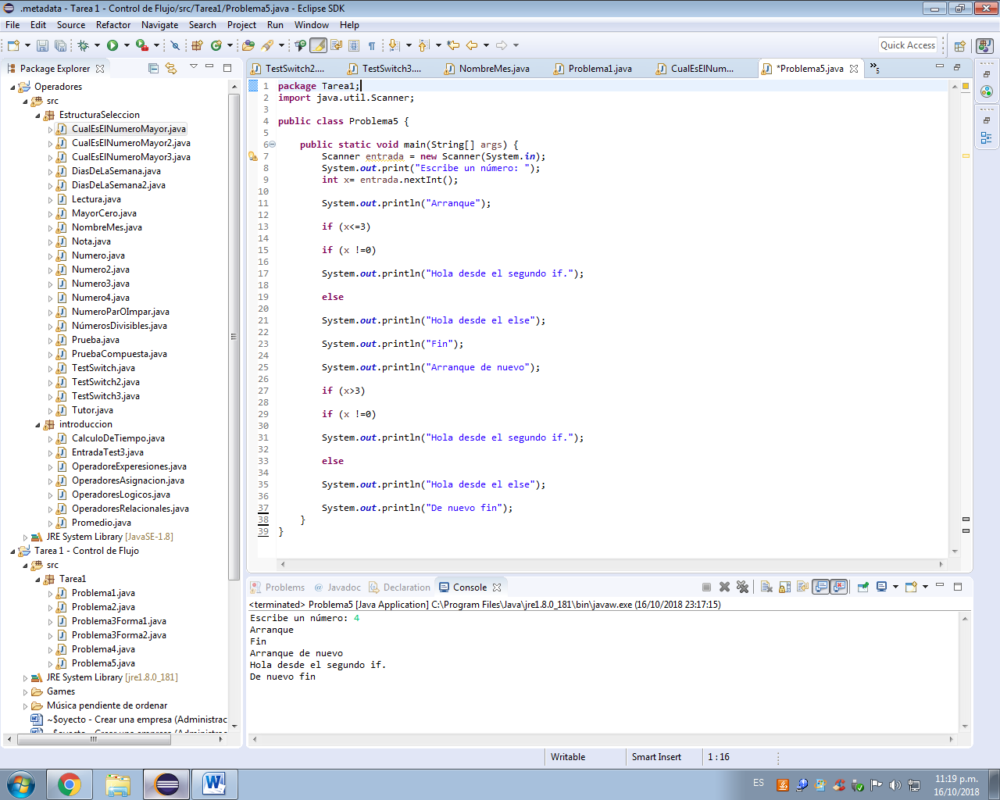 .metadata - Tarea 1 - Control de Flujo/src/Tarea1/Problema5.java - Eclipse SDK
File Edit Source Refactor Navigate Search Project Run Window Help
Quick Access
Package Explorer
Operadores
src
EstructuraSeleccion
CualEsElNumeroMayor.java
CualEsElNumeroMayor2.java
CualEsElNumeroMayor3.java
DiasDeLaSemana.java
DiasDeLaSemana2.java
Lectura.java
MayorCero.java
NombreMes.java
Nota.java
Numero.java
Numero2.java
Numero3.java
Numero4.java
NumeroParOImpar.java
NúmerosDivisibles.java
Prueba.java
PruebaCompuesta.java
TestSwitch.java
TestSwitch2.java
TestSwitch3.java
Tutor.java
introduccion
CalculoDeTiempo.java
EntradaTest3.java
OperadoreExperesiones.java
OperadoresAsignacion.java
OperadoresLogicos.java
OperadoresRelacionales.java
Promedio.java
JRE System Library [JavaSE-1.8]
Tarea 1 - Control de Flujo
src
Tarea1
Problema1.java
Problema2.java
Problema3Forma1.java
Problema3Forma2.java
Problema4.java
Problema5.java
JRE System Library [jre1.8.0_181]
Games
Música pendiente de ordenar
~$oyecto - Crear una empresa (Administrac
TestSwitch2.... TestSwitch3.... NombreMes.java Problema1.java CualEsElNum... *Problema5.java »5
1 package Tarea1;
2 import java.util.Scanner;
3
4 public class Problema5 {
5
6 public static void main(String[] args) {
7 Scanner entrada = new Scanner(System.in);
8 System.out.print("Escribe un número: ");
9 int x= entrada.nextInt();
10
11 System.out.println("Arranque");
12
13 if (x<=3)
14
15 if (x !=0)
16
17 System.out.println("Hola desde el segundo if.");
18
19 else
20
21 System.out.println("Hola desde el else");
22
23 System.out.println("Fin");
24
25 System.out.println("Arranque de nuevo");
26
27 if (x>3)
28
29 if (x !=0)
30
31 System.out.println("Hola desde el segundo if.");
32
33 else
34
35 System.out.println("Hola desde el else");
36
37 System.out.println("De nuevo fin");
38 }
39 }
Problems @ Javadoc Declaration Console
<terminated> Problema5 [Java Application] C:\Program Files\Java\jre1.8.0_181\bin\javaw.exe (16/10/2018 23:17:15)
Escribe un número: 4
Arranque
Fin
Arranque de nuevo
Hola desde el segundo if.
De nuevo fin
Writable Smart Insert 1 : 16
ES
11:19 p.m.
16/10/2018